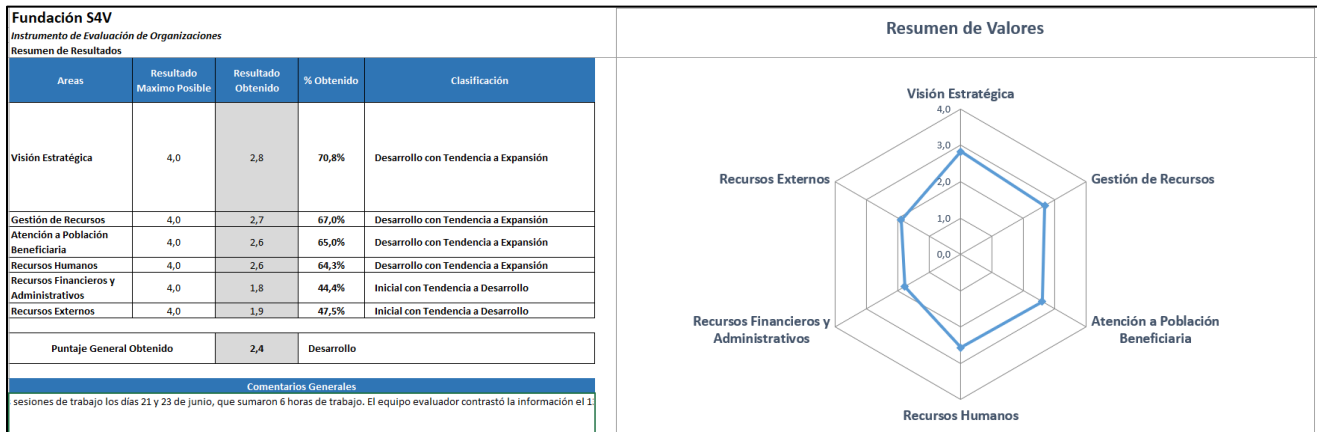 Fundación S4V
Instrumento de Evaluación de Organizaciones
Resumen de Resultados
Areas
Resultado
Maximo Posible
Resultado
Obtenido
% Obtenido
Clasificación
Visión Estratégica 4,0 2,8 70,8% Desarrollo con Tendencia a Expansión
Gestión de Recursos 4,0 2,7 67,0% Desarrollo con Tendencia a Expansión
Atención a Población
Beneficiaria 4,0 2,6 65,0% Desarrollo con Tendencia a Expansión
Recursos Humanos 4,0 2,6 64,3% Desarrollo con Tendencia a Expansión
Recursos Financieros y
Administrativos 4,0 1,8 44,4% Inicial con Tendencia a Desarrollo
Recursos Externos 4,0 1,9 47,5% Inicial con Tendencia a Desarrollo
Puntaje General Obtenido 2,4 Desarrollo
Comentarios Generales
sesiones de trabajo los días 21 y 23 de junio, que sumaron 6 horas de trabajo. El equipo evaluador contrastó la información el
Resumen de Valores
Visión Estratégica
4,0
3,0
2,0
1,0
0,0
Gestión de Recursos
Atención a Población
Beneficiaria
Recursos Humanos
Recursos Financieros y
Administrativos
Recursos Externos